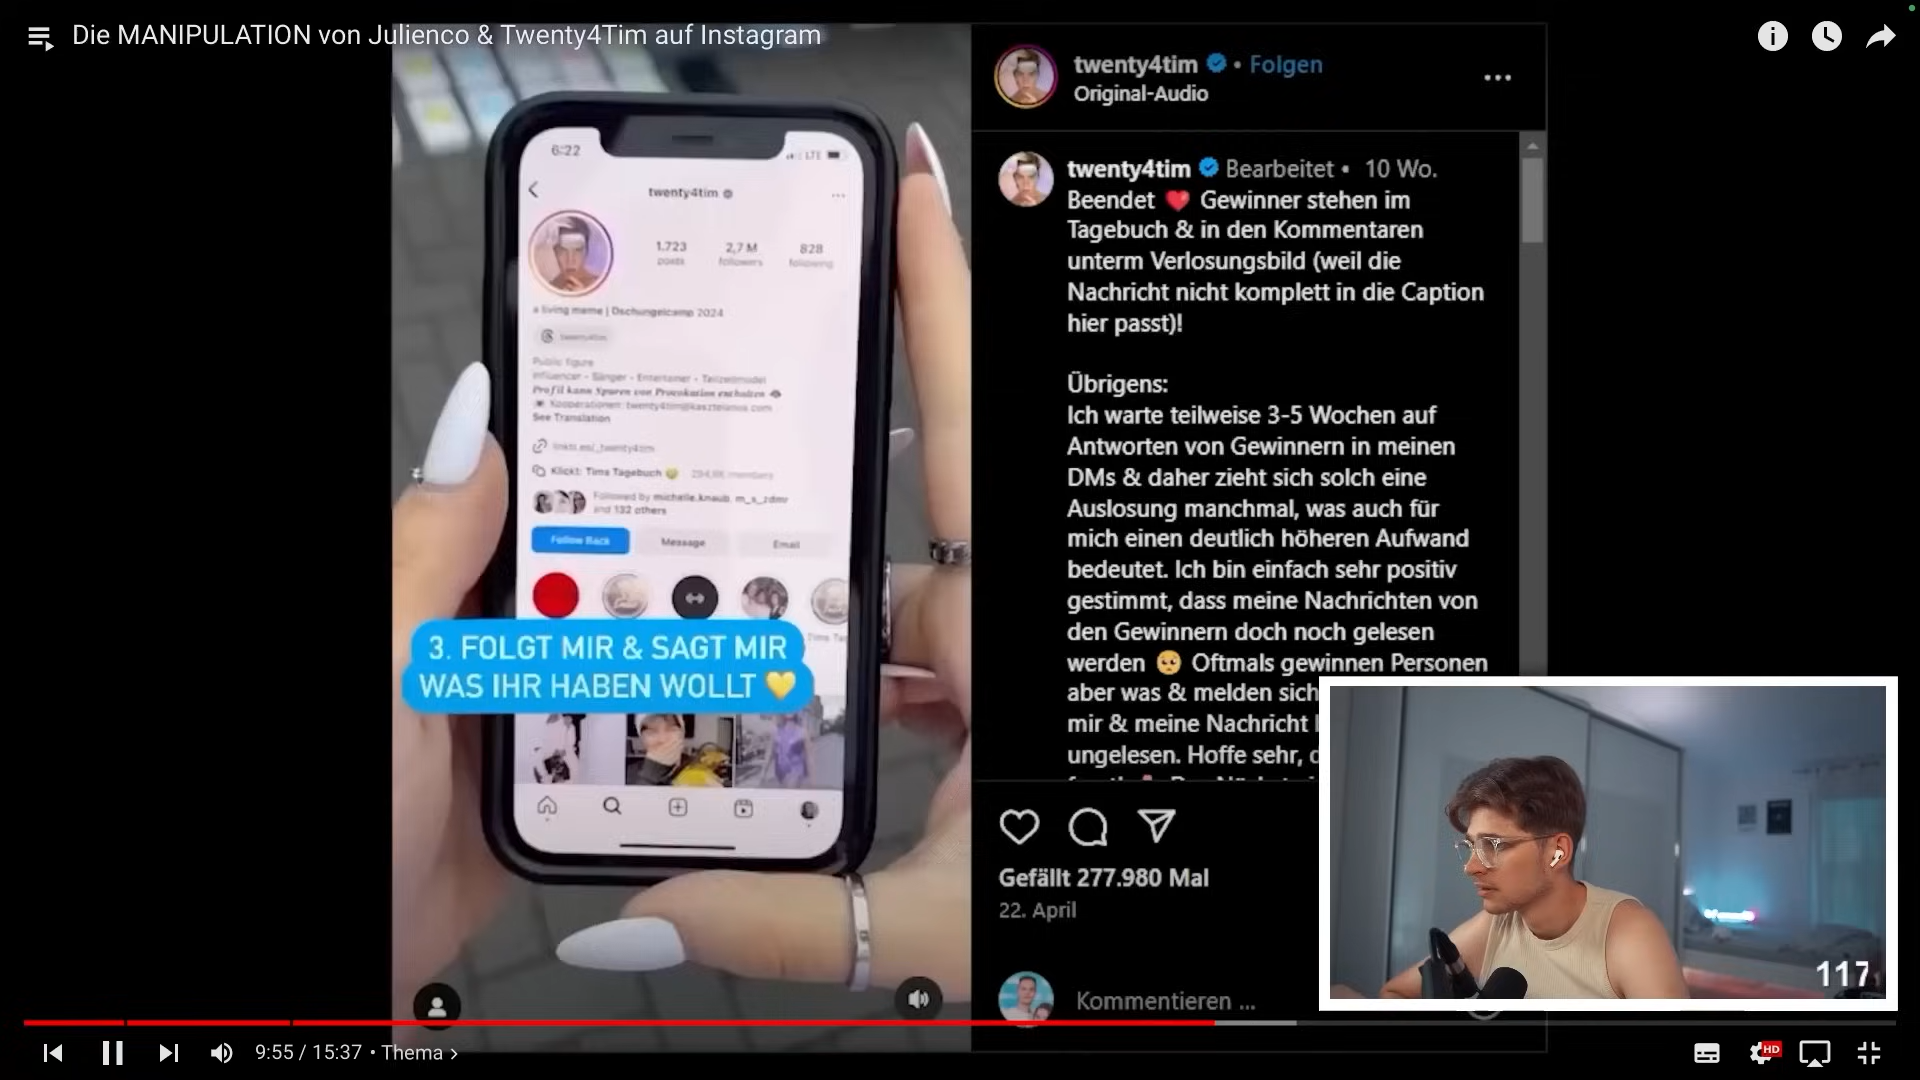 Die MANIPULATION von Julienco & Twenty4Tim auf Instagram
6:22
LTE
twenty4tim
1.723
2,7 M
828
posts
followers
following
a living meme | Dschungelcamp 2024
twenty4tim
Public figure
Influencer - Sänger - Entertainer - Teilzeitmodel
Profil kann Spuren von Provokation enthalten
See Translation
linktr.ee/_twenty4tim
Klickt: Tims Tagebuch
members
Followed by michelle.knaub, m_s_zdmr
and 132 others
Follow Back
Message
Email
3. FOLGT MIR & SAGT MIR
WAS IHR HABEN WOLLT 💛
twenty4tim • Folgen
Original-Audio
twenty4tim Bearbeitet • 10 Wo.
Beendet ❤️ Gewinner stehen im
Tagebuch & in den Kommentaren
unterm Verlosungsbild (weil die
Nachricht nicht komplett in die Caption
hier passt)!
Übrigens:
Ich warte teilweise 3-5 Wochen auf
Antworten von Gewinnern in meinen
DMs & daher zieht sich solch eine
Auslosung manchmal, was auch für
mich einen deutlich höheren Aufwand
bedeutet. Ich bin einfach sehr positiv
gestimmt, dass meine Nachrichten von
den Gewinnern doch noch gelesen
werden 🥺 Oftmals gewinnen Personen
aber was & melden sich
mir & meine Nachricht
ungelesen. Hoffe sehr,
Gefällt 277.980 Mal
22. April
Kommentieren ...
117
9:55 / 15:37 • Thema ›
HD